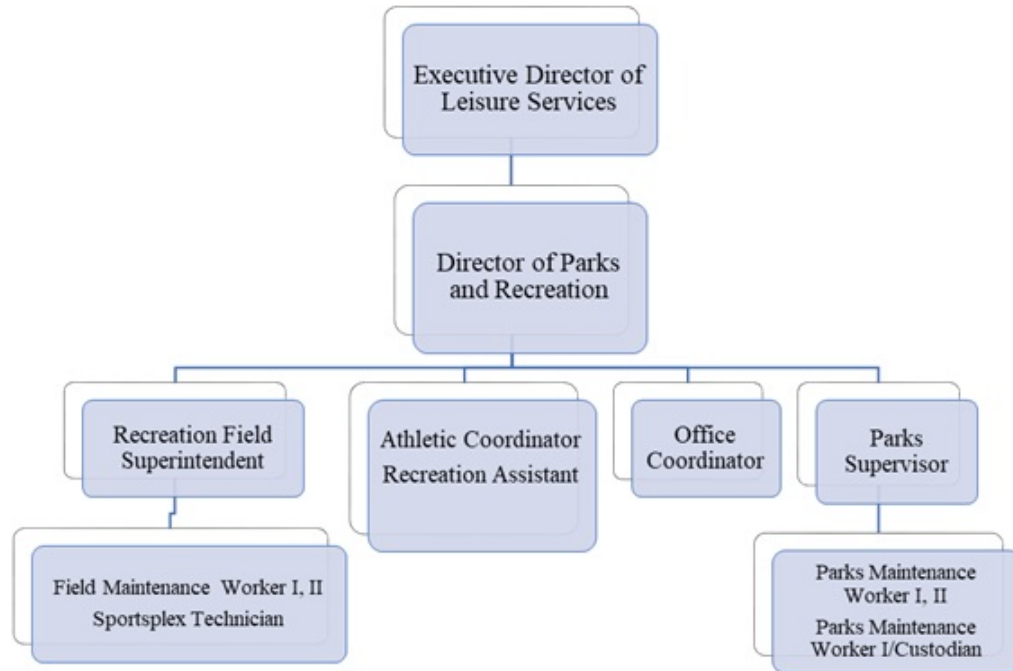 Executive Director of
Leisure Services
Director of Parks
and Recreation
Recreation Field
Superintendent
Athletic Coordinator
Recreation Assistant
Office
Coordinator
Parks
Supervisor
Field Maintenance Worker I, II
Sportsplex Technician
Parks Maintenance
Worker I, II
Parks Maintenance
Worker I/Custodian